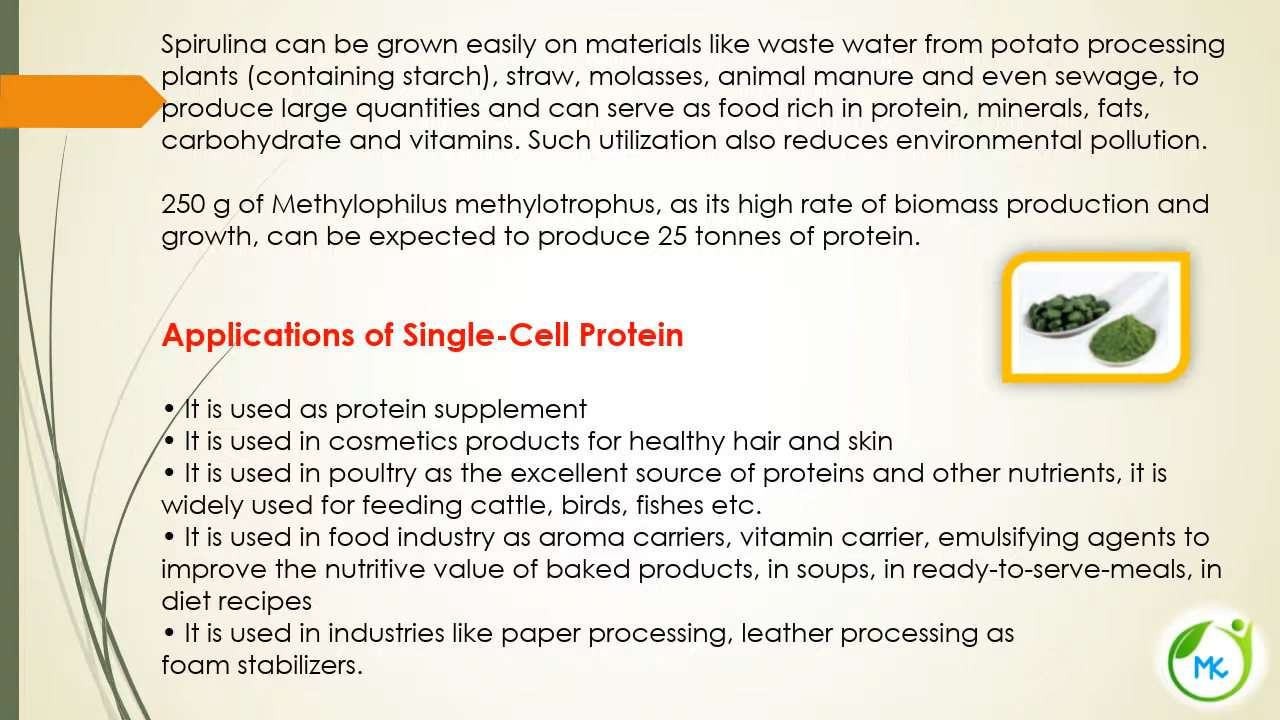 Spirulina can be grown easily on materials like waste water from potato processing
plants (containing starch), straw, molasses, animal manure and even sewage, to
produce large quantities and can serve as food rich in protein, minerals, fats,
carbohydrate and vitamins. Such utilization also reduces environmental pollution.
250 g of Methylophilus methylotrophus, as its high rate of biomass production and
growth, can be expected to produce 25 tonnes of protein.
Applications of Single-Cell Protein
• It is used as protein supplement
• It is used in cosmetics products for healthy hair and skin
• It is used in poultry as the excellent source of proteins and other nutrients, it is
widely used for feeding cattle, birds, fishes etc.
• It is used in food industry as aroma carriers, vitamin carrier, emulsifying agents to
improve the nutritive value of baked products, in soups, in ready-to-serve-meals, in
diet recipes
• It is used in industries like paper processing, leather processing as
foam stabilizers.
MK